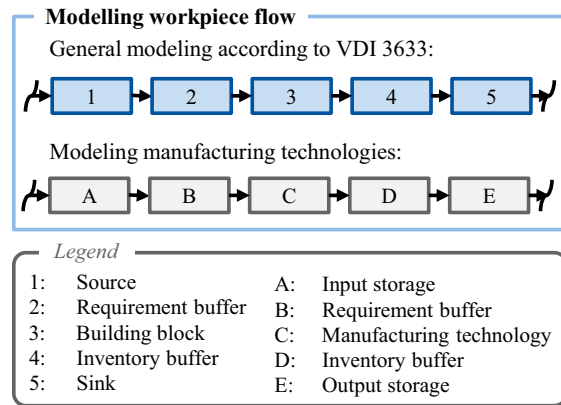 Modelling workpiece flow
General modeling according to VDI 3633:
1 2 3 4 5
Modeling manufacturing technologies:
A B C D E
Legend
1: Source A: Input storage
2: Requirement buffer B: Requirement buffer
3: Building block C: Manufacturing technology
4: Inventory buffer D: Inventory buffer
5: Sink E: Output storage